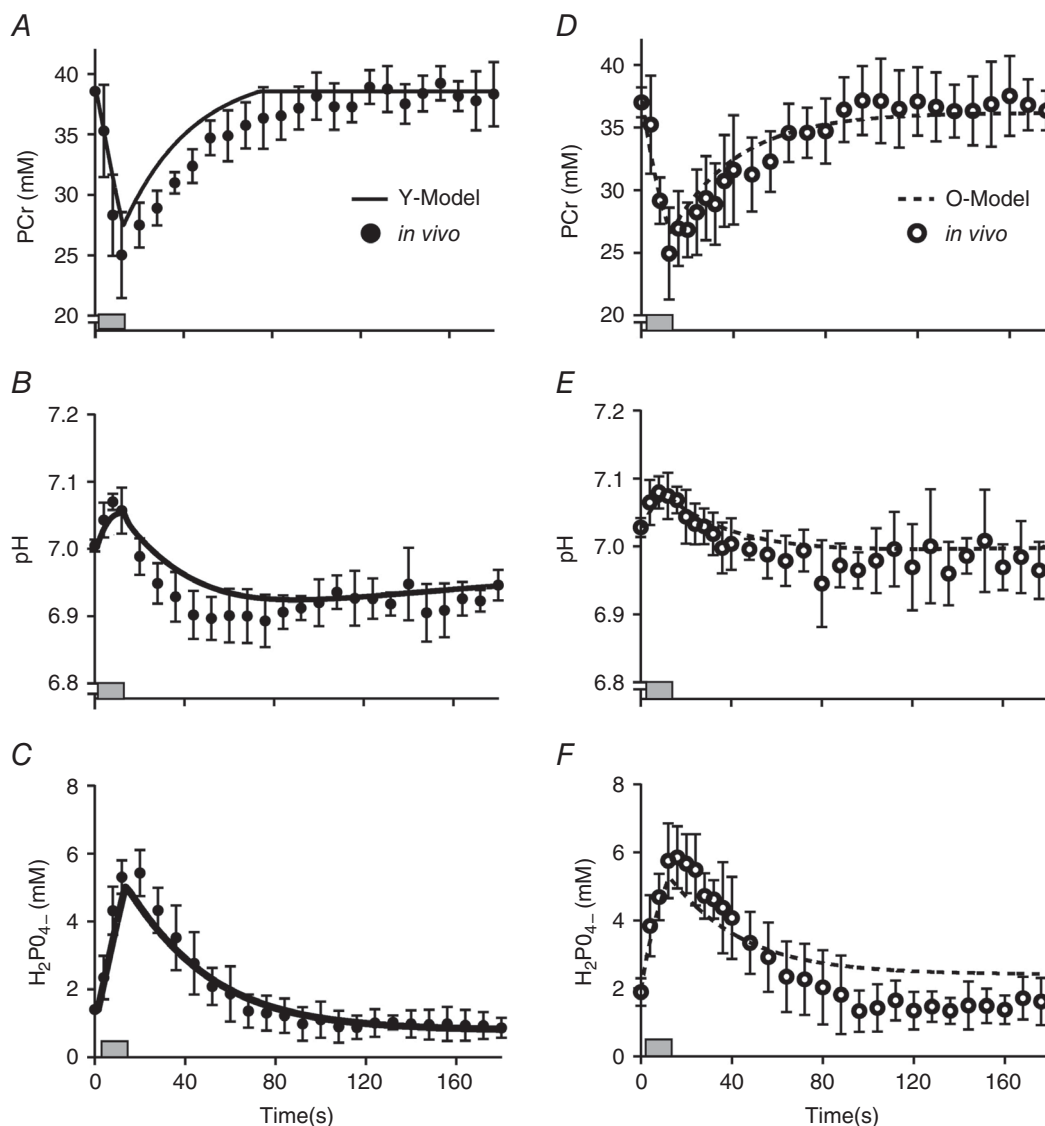 A
40
35
30
25
20
PCr (mM)
Y-Model
in vivo
D
40
35
30
25
20
PCr (mM)
O-Model
in vivo
B
7.2
7.1
7.0
6.9
6.8
pH
E
7.2
7.1
7.0
6.9
6.8
pH
C
8
6
4
2
0
H₂P0₄₋ (mM)
0 40 80 120 160
Time(s)
F
8
6
4
2
0
H₂P0₄₋ (mM)
0 40 80 120 160
Time(s)